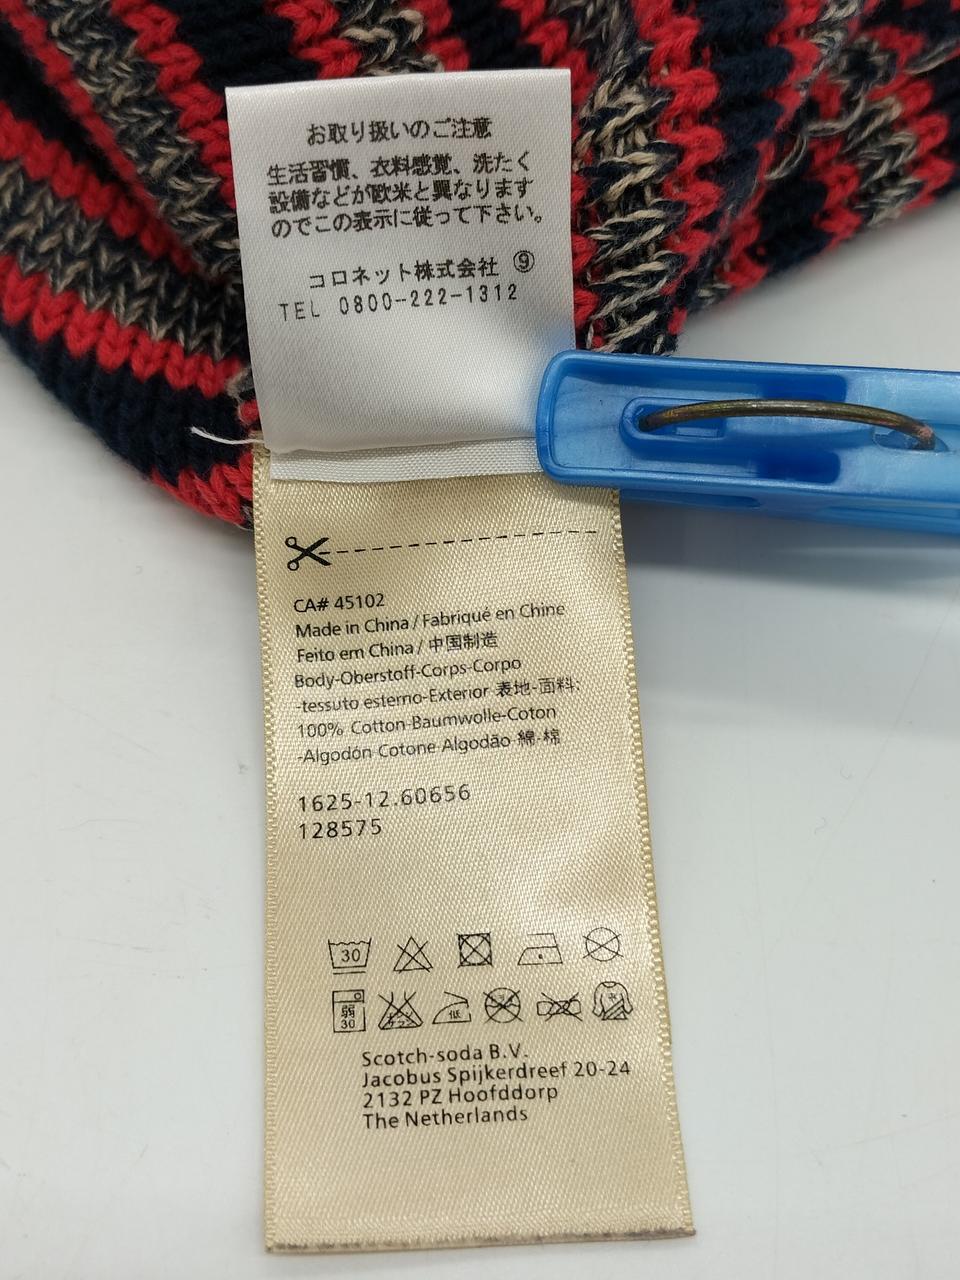 お取り扱いのご注意
生活習慣、衣料感覚、洗たく
設備などが欧米と異なります
のでこの表示に従って下さい。
コロネット株式会社 ⑨
TEL 0800-222-1312
CA# 45102
Made in China / Fabriqué en Chine
Feito em China / 中国制造
Body-Oberstoff-Corps-Corpo
-tessuto esterno-Exterior 表地-面料:
100% Cotton-Baumwolle-Coton
-Algodón Cotone Algodão-綿-棉
1625-12.60656
128575
30
弱 低 中
30
Scotch-soda B.V.
Jacobus Spijkerdreef 20-24
2132 PZ Hoofddorp
The Netherlands